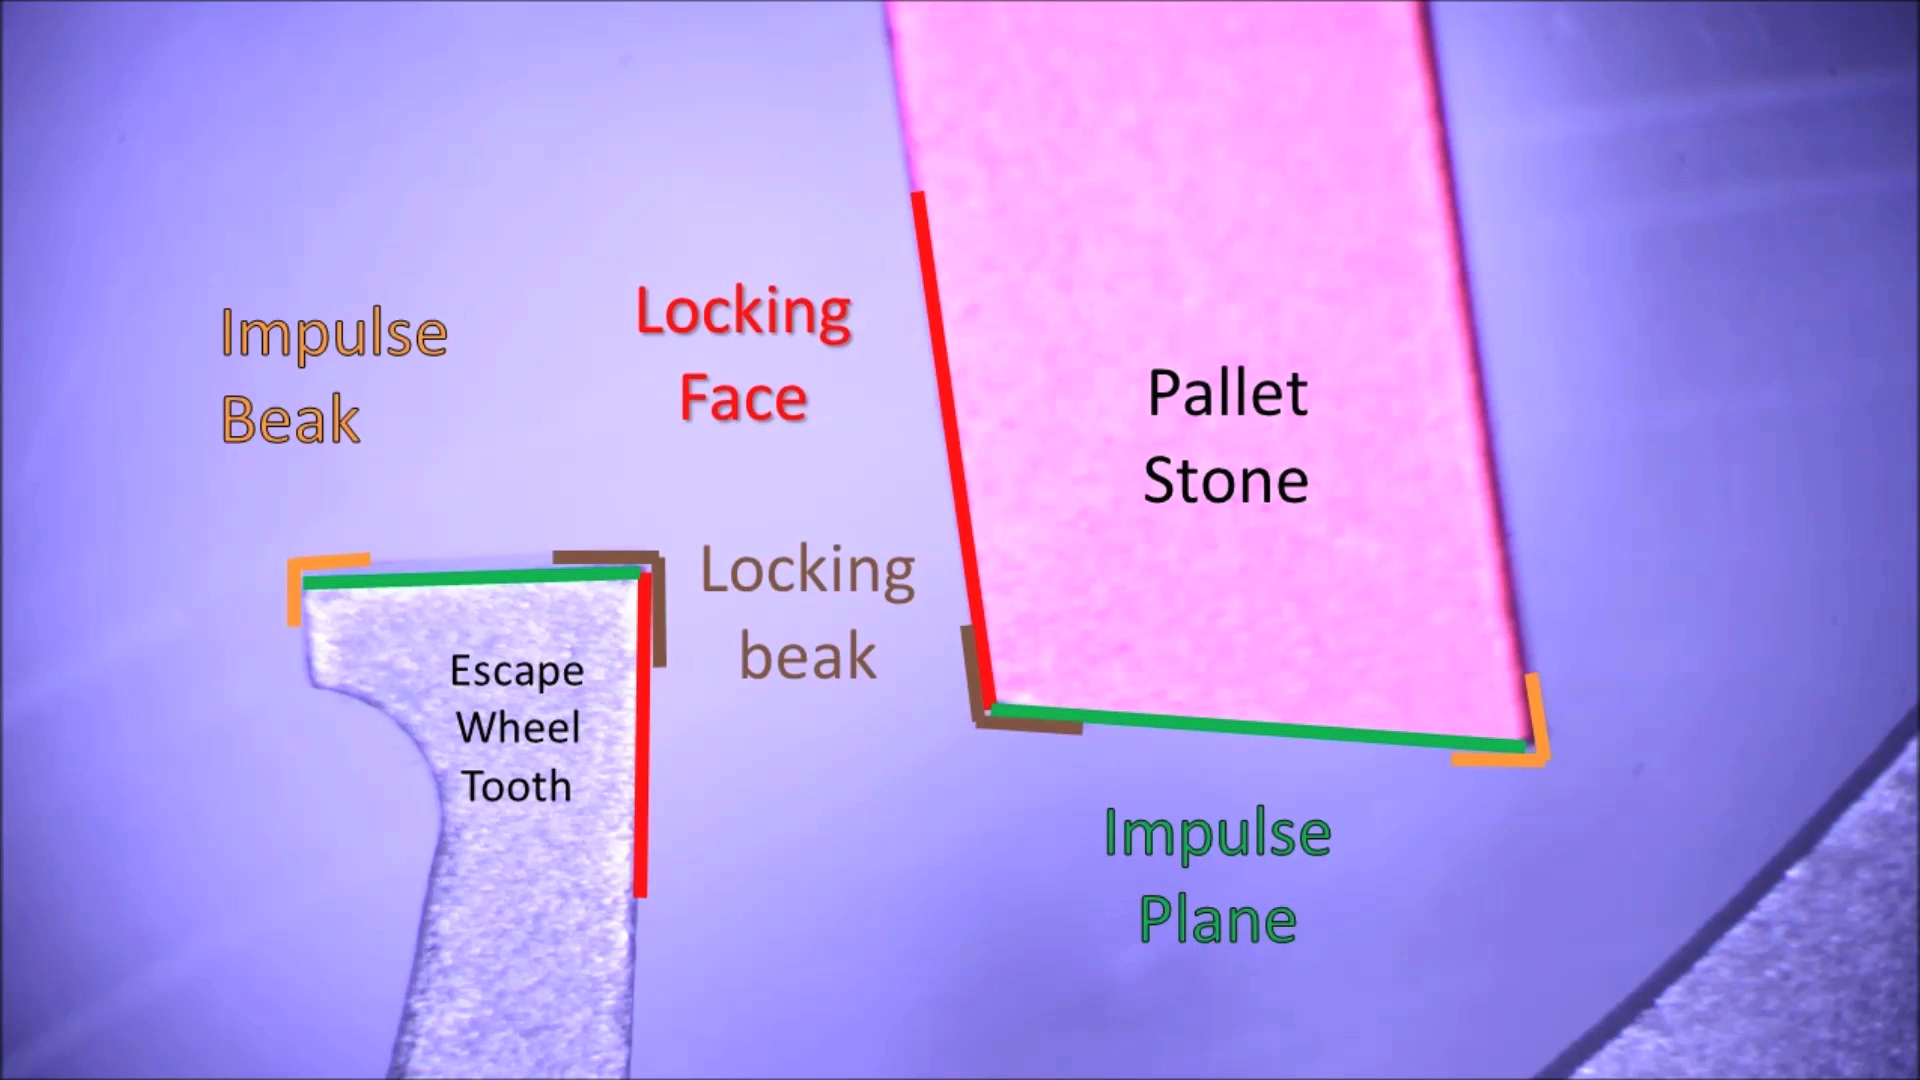 Impulse
Beak
Locking
Face
Pallet
Stone
Locking
beak
Escape
Wheel
Tooth
Impulse
Plane